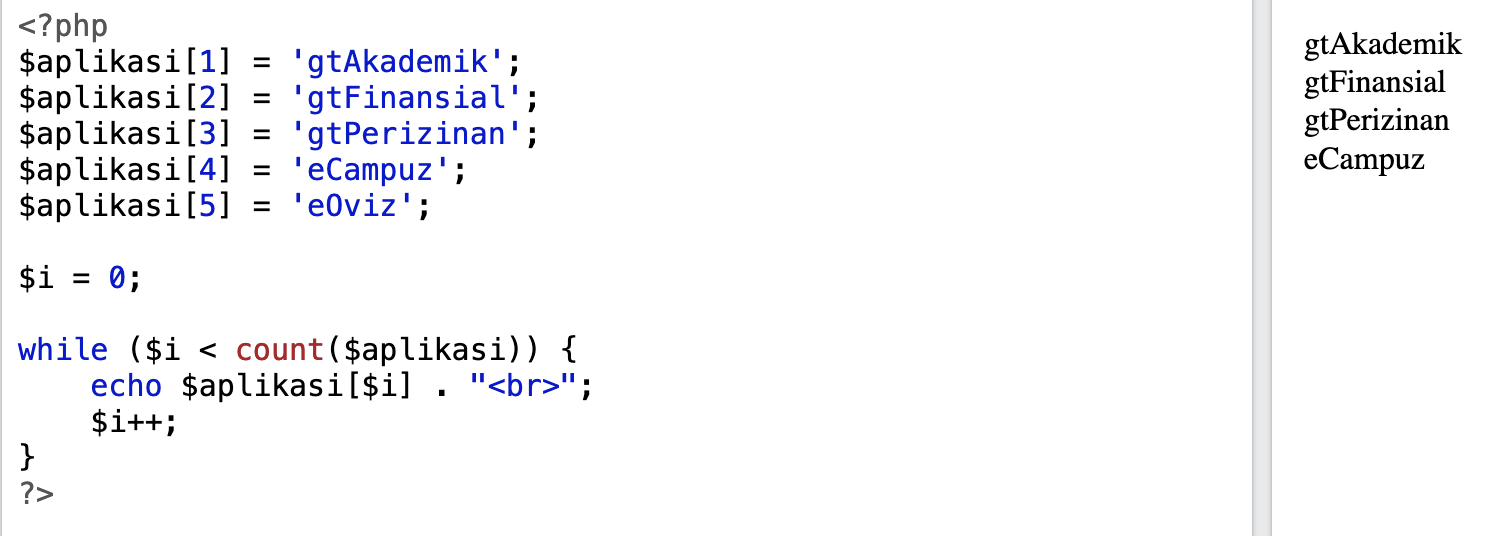 <?php
$aplikasi[1] = 'gtAkademik';
$aplikasi[2] = 'gtFinansial';
$aplikasi[3] = 'gtPerizinan';
$aplikasi[4] = 'eCampuz';
$aplikasi[5] = 'eOviz';
$i = 0;
while ($i < count($aplikasi)) {
    echo $aplikasi[$i] . "<br>";
    $i++;
}
?>
gtAkademik
gtFinansial
gtPerizinan
eCampuz